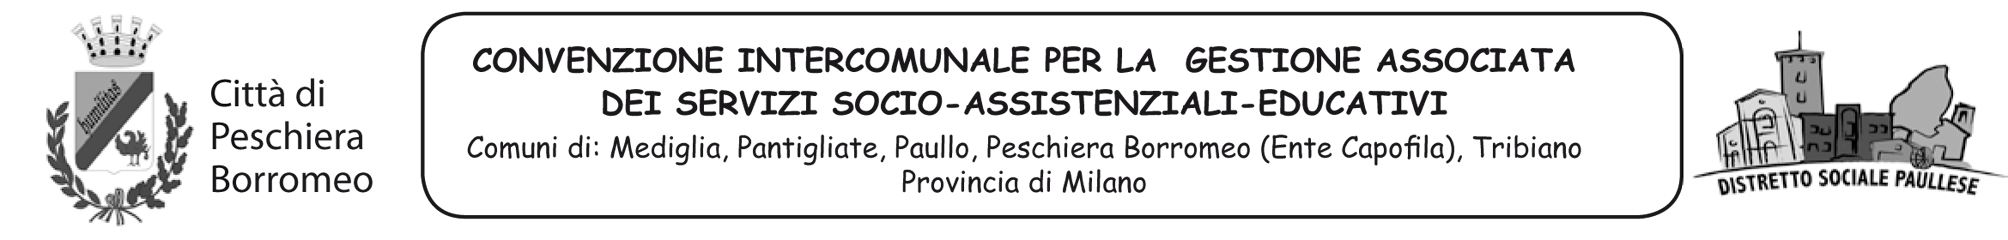 humilitas
Città di
Peschiera
Borromeo
CONVENZIONE INTERCOMUNALE PER LA GESTIONE ASSOCIATA
DEI SERVIZI SOCIO-ASSISTENZIALI-EDUCATIVI
Comuni di: Mediglia, Pantigliate, Paullo, Peschiera Borromeo (Ente Capofila), Tribiano
Provincia di Milano
DISTRETTO SOCIALE PAULLESE